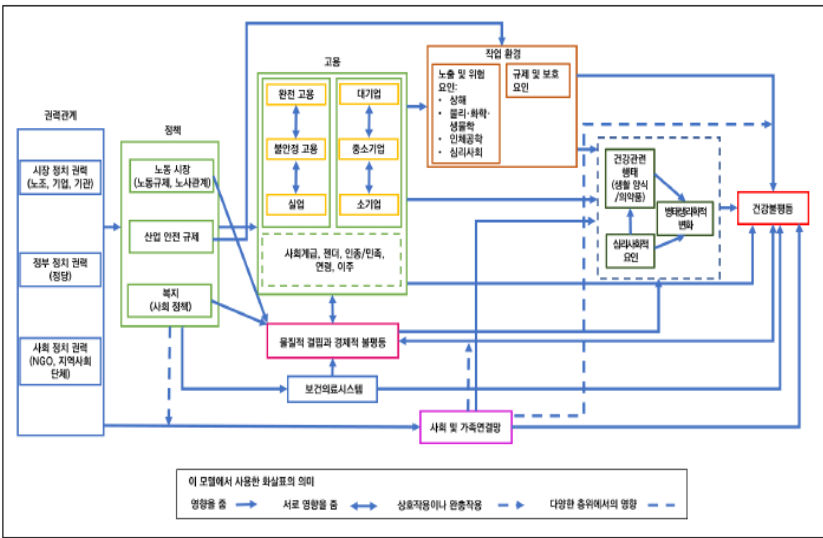 권력관계
시장 정치 권력
(노조, 기업, 기관)
정부 정치 권력
(정당)
사회 정치 권력
(NGO, 지역사회
단체)
정책
노동 시장
(노동규제, 노사관계)
산업 안전 규제
복지
(사회 정책)
고용
완전 고용
불안정 고용
실업
대기업
중소기업
소기업
사회계급, 젠더, 인종/민족,
연령, 이주
물질적 결핍과 경제적 불평등
보건의료시스템
사회 및 가족연결망
작업 환경
노출 및 위험
요인:
• 상해
• 물리·화학·
생물학
• 인체공학
• 심리사회
규제 및 보호
요인
건강관련
행태
(생활 양식
/의약품)
심리사회적
요인
병태생리학적
변화
건강불평등
이 모델에서 사용한 화살표의 의미
영향을 줌
서로 영향을 줌
상호작용이나 완충작용
다양한 층위에서의 영향